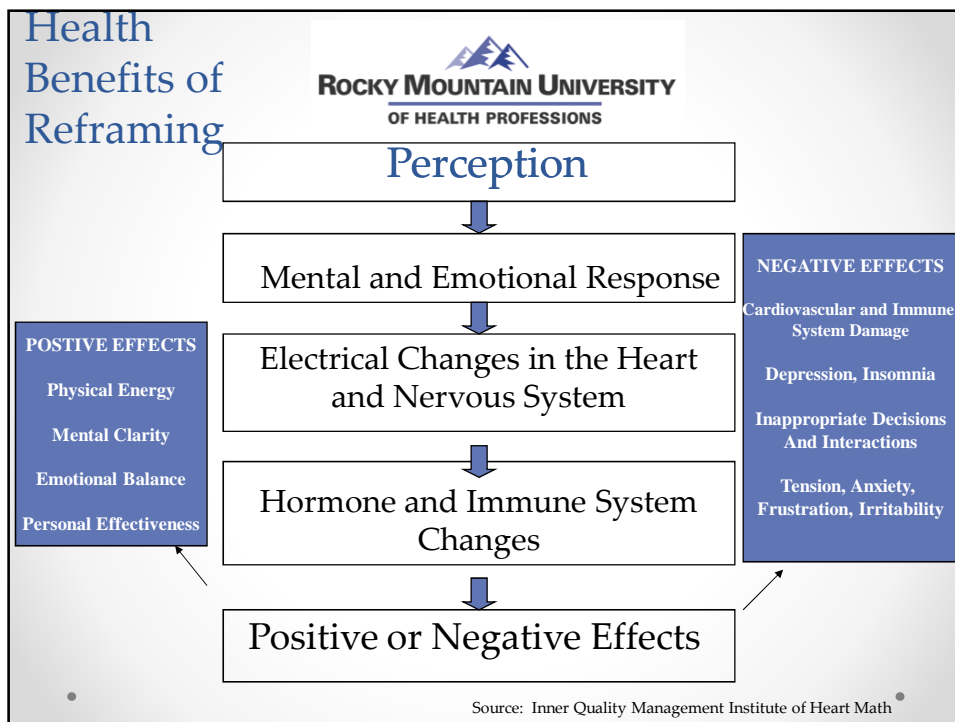 Health
Benefits of
Reframing
ROCKY MOUNTAIN UNIVERSITY
OF HEALTH PROFESSIONS
Perception
Mental and Emotional Response
Electrical Changes in the Heart
and Nervous System
Hormone and Immune System
Changes
Positive or Negative Effects
POSTIVE EFFECTS
Physical Energy
Mental Clarity
Emotional Balance
Personal Effectiveness
NEGATIVE EFFECTS
Cardiovascular and Immune
System Damage
Depression, Insomnia
Inappropriate Decisions
And Interactions
Tension, Anxiety,
Frustration, Irritability
Source: Inner Quality Management Institute of Heart Math